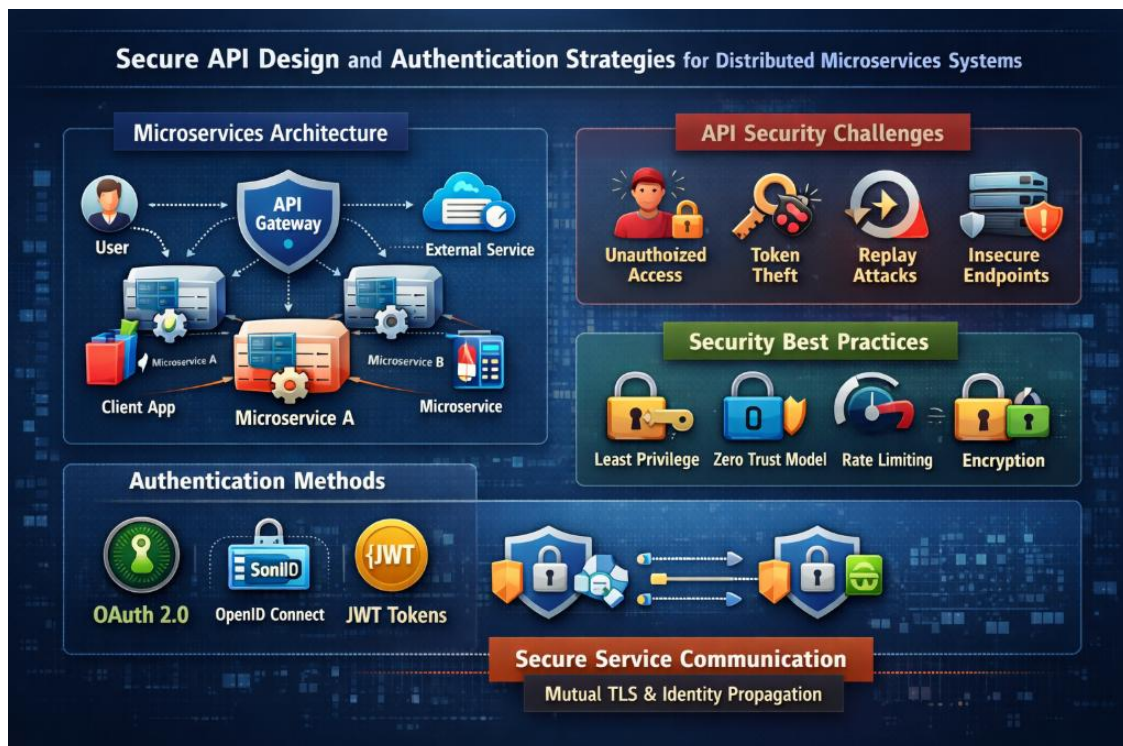 Secure API Design and Authentication Strategies for Distributed Microservices Systems
Microservices Architecture
API
Gateway
User
External Service
Microservice A
Microservice B
Client App
Microservice A
Microservice
API Security Challenges
Unauthoized
Access
Token
Theft
Replay
Attacks
Insecure
Endpoints
Security Best Practices
0
Least Privilege
Zero Trust Model
Rate Limiting
Encryption
Authentication Methods
SonIID
{JWT
OAuth 2.0
OpenID Connect
JWT Tokens
Secure Service Communication
Mutual TLS & Identity Propagation